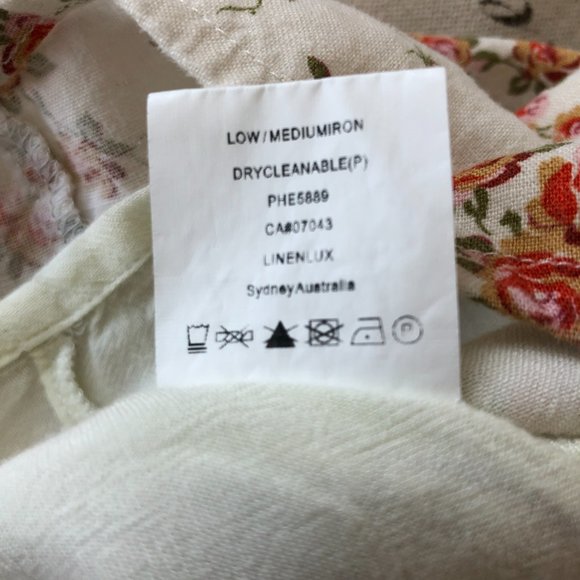 LOW/MEDIUMIRON
DRYCLEANABLE(P)
PHE5889
CA#07043
LINENLUX
SydneyAustralia
P